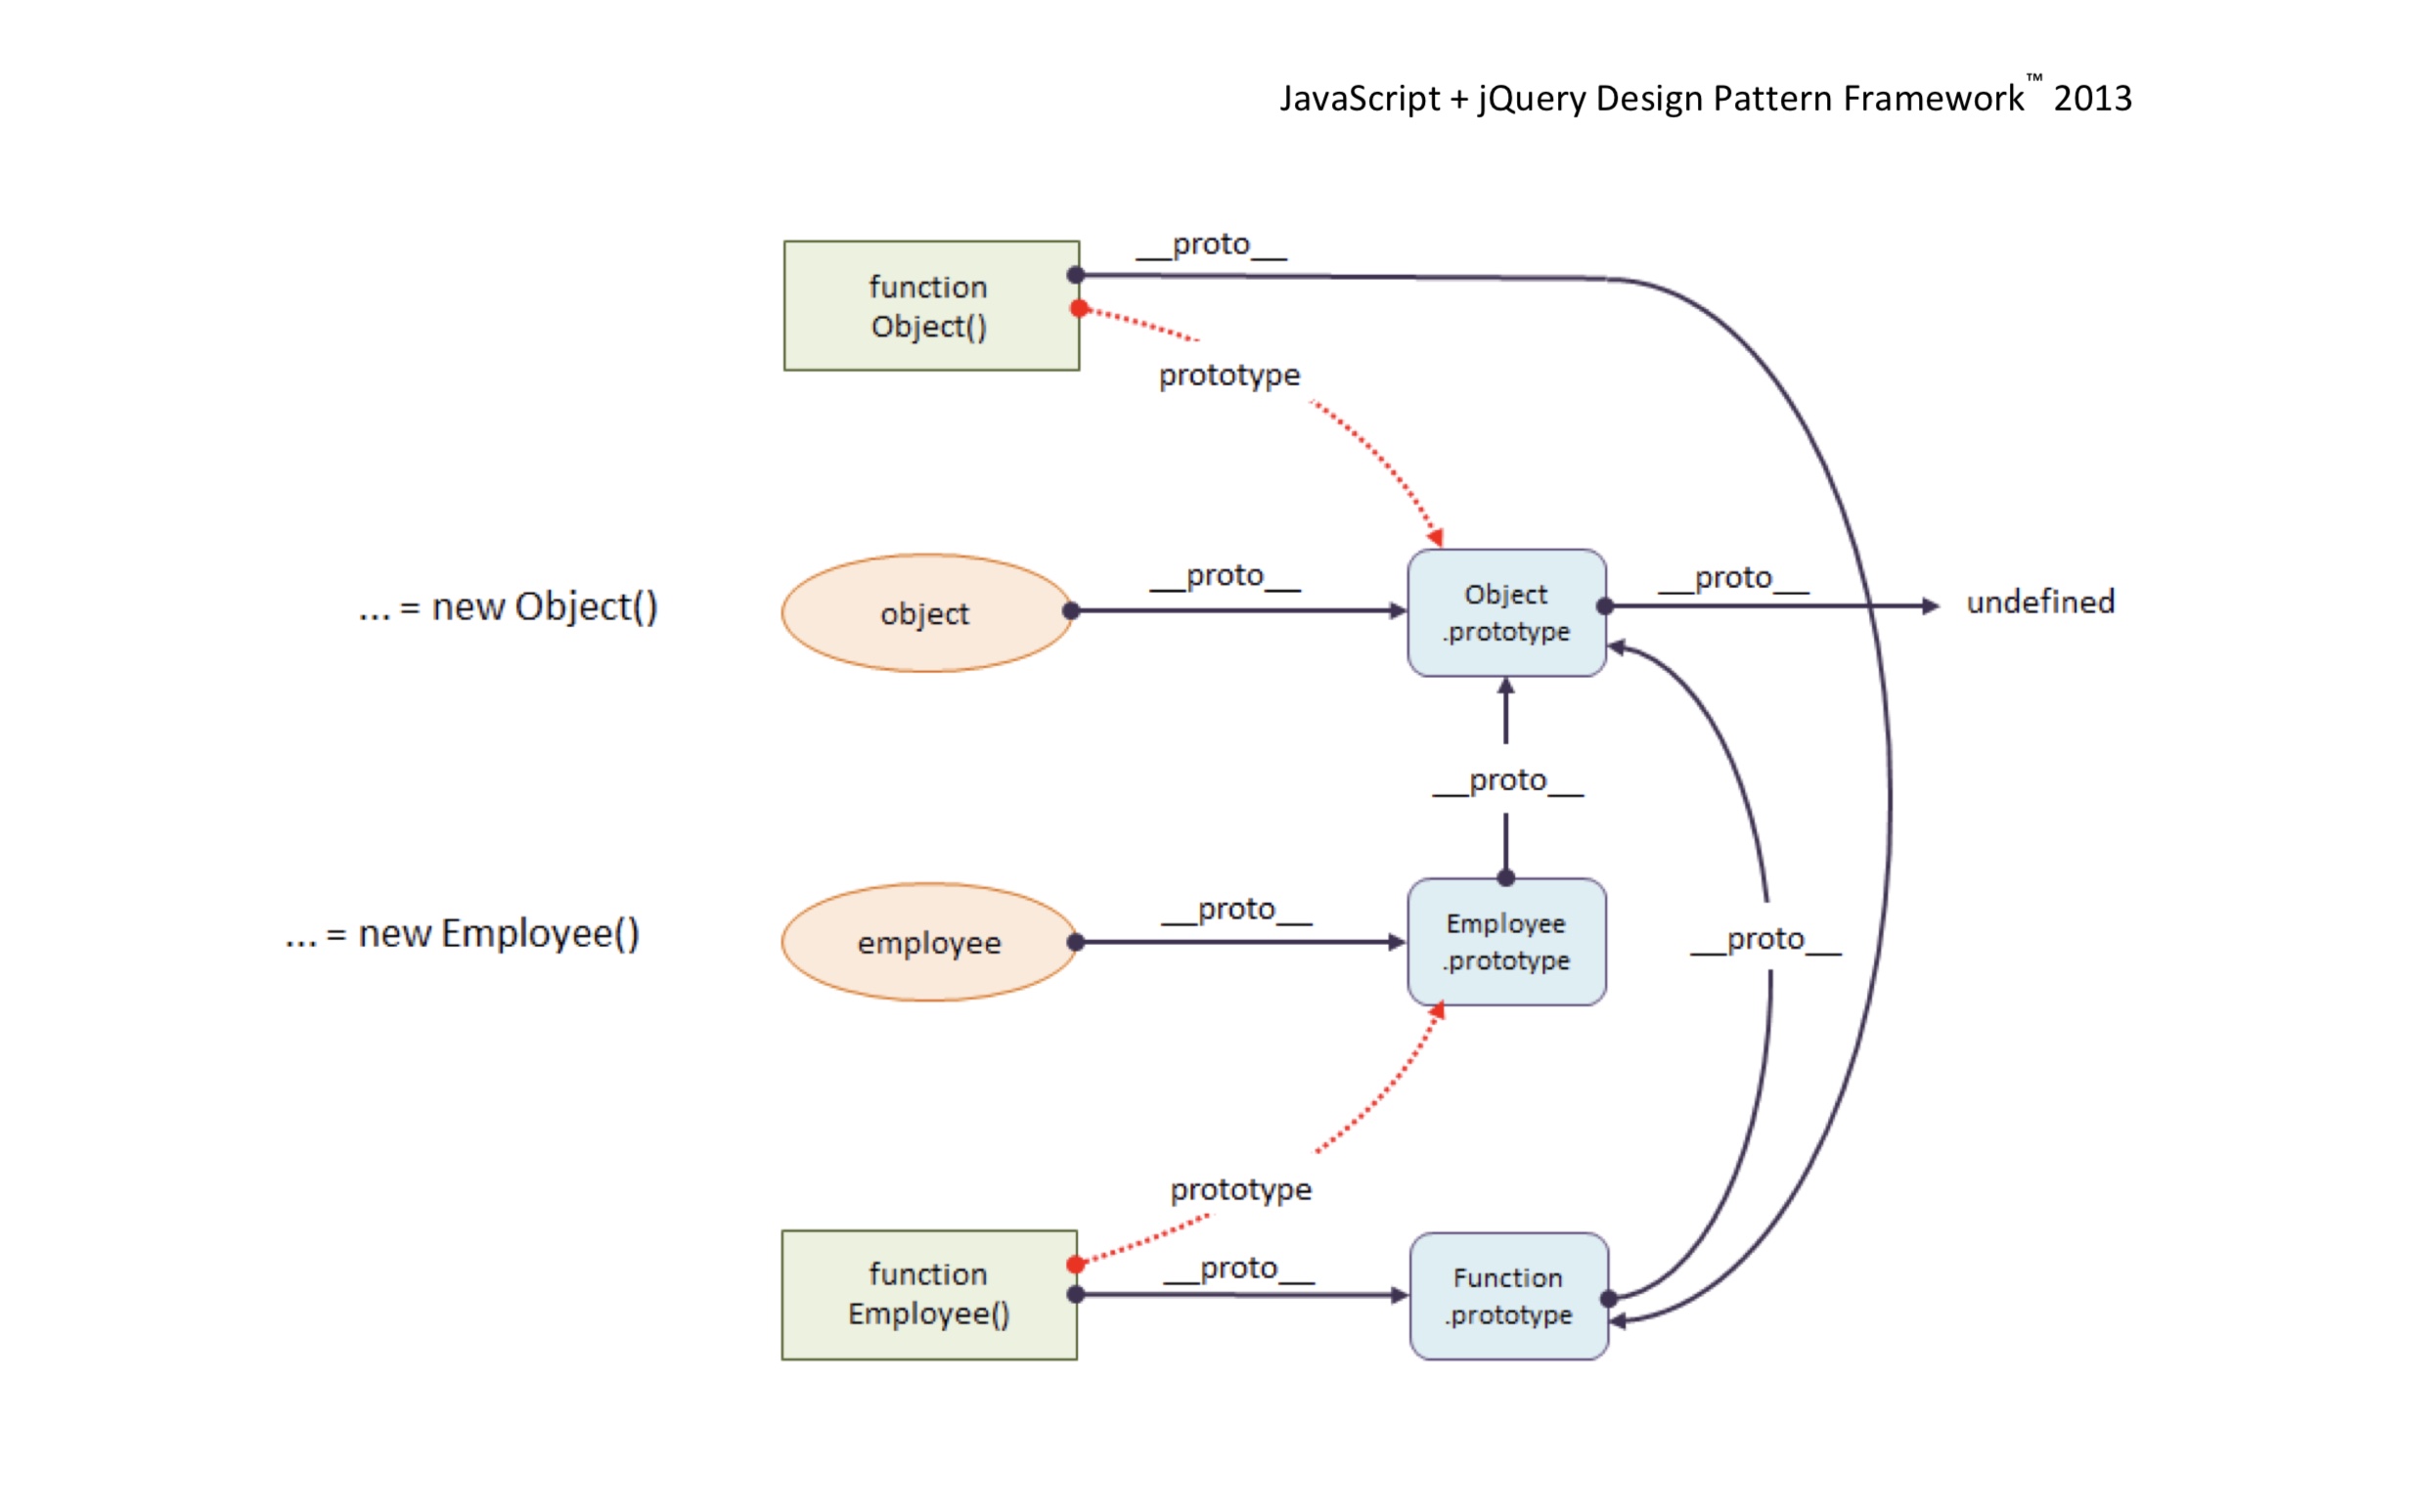 JavaScript + jQuery Design Pattern Framework™ 2013
__proto__
function
Object()
prototype
... = new Object()
object
__proto__
Object
.prototype
__proto__
undefined
__proto__
... = new Employee()
employee
__proto__
Employee
.prototype
__proto__
prototype
function
Employee()
__proto__
Function
.prototype